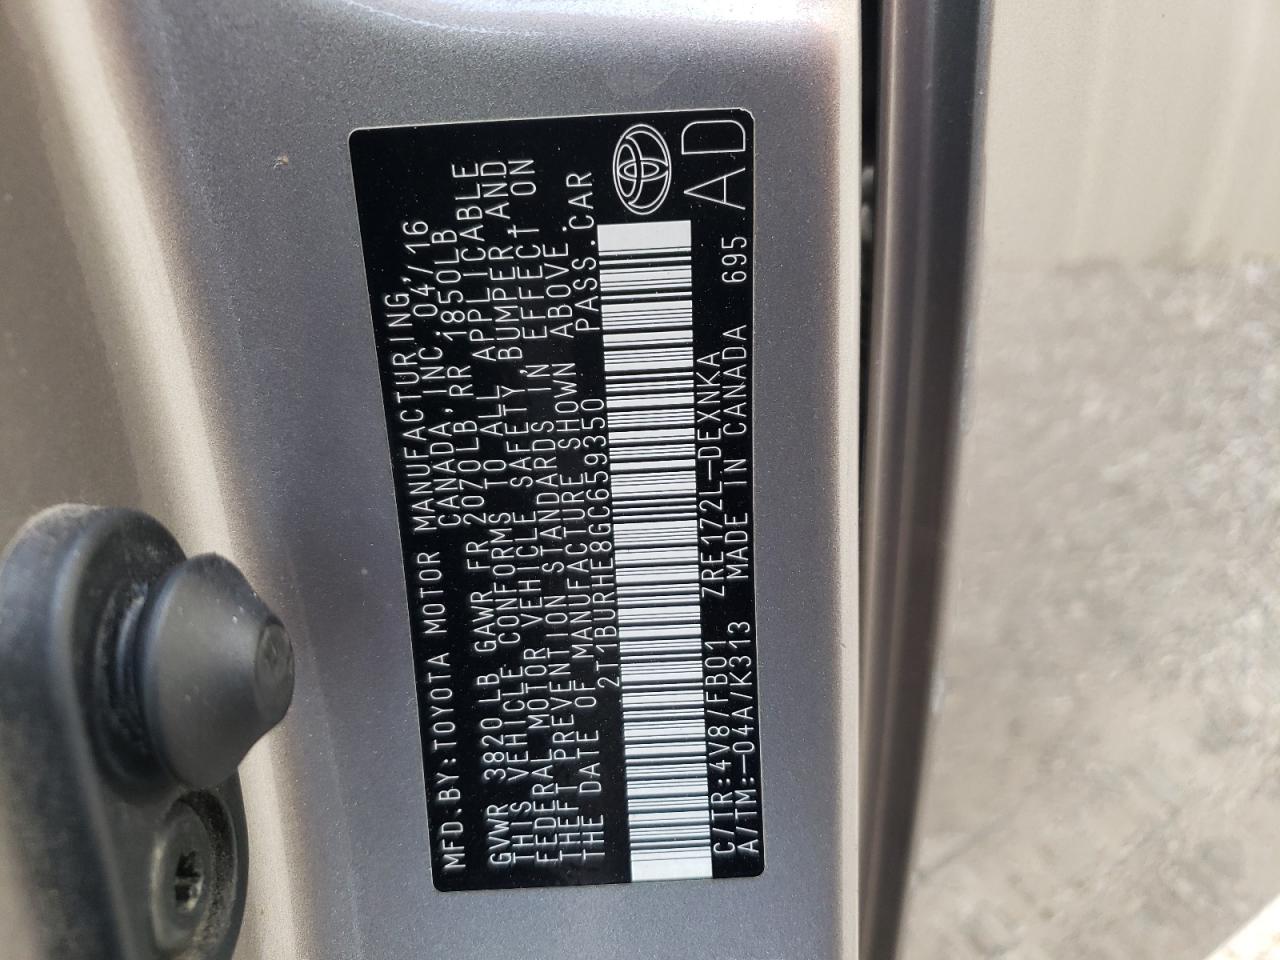 MFD.BY:TOYOTA MOTOR MANUFACTURING
CANADA,INC. 04/16
GVWR 3820 LB GAWR FR 2070LB,RR 1850LB
THIS VEHICLE CONFORMS TO ALL APPLICABLE
FEDERAL MOTOR VEHICLE SAFETY,BUMPER,AND
THEFT PREVENTION STANDARDS IN EFFECT ON
THE DATE OF MANUFACTURE SHOWN ABOVE.
2T1BURHE8GC659350 PASS.CAR
C/TR:4V8/FB01 ZRE172L-DEXNKA
A/TM:-04A/K313 MADE IN CANADA 695
AD